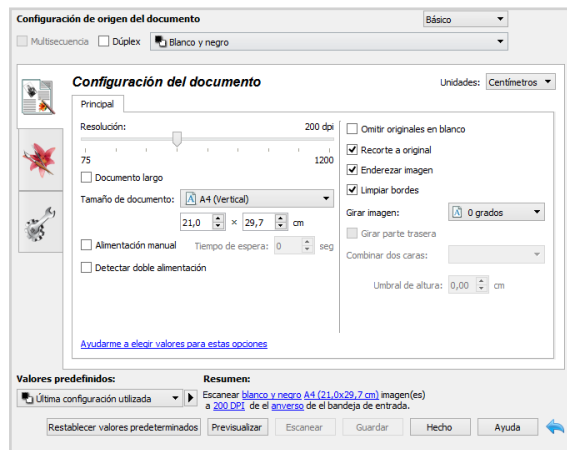 Configuración de origen del documento
Básico
Multisecuencia Dúplex Blanco y negro
Configuración del documento
Unidades: Centímetros
Principal
Resolución: 200 dpi
75 1200
Documento largo
Tamaño de documento: A4 (Vertical)
21,0 × 29,7 cm
Alimentación manual Tiempo de espera: 0 seg
Detectar doble alimentación
Ayudarme a elegir valores para estas opciones
Omitir originales en blanco
Recorte a original
Enderezar imagen
Limpiar bordes
Girar imagen: 0 grados
Girar parte trasera
Combinar dos caras:
Umbral de altura: 0,00 cm
Valores predefinidos:
Última configuración utilizada
Resumen:
Escanear blanco y negro A4 (21,0x29,7 cm) imagen(es)
a 200 DPI de el anverso de el bandeja de entrada.
Restablecer valores predeterminados Previsualizar Escanear Guardar Hecho Ayuda